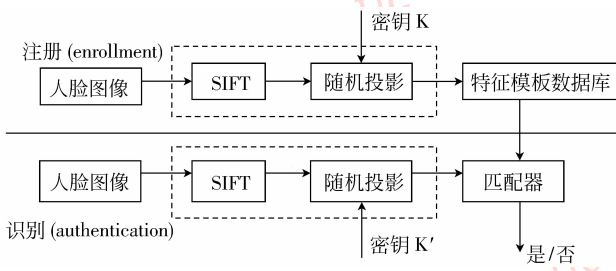 密钥 K
注册 (enrollment)
人脸图像
SIFT
随机投影
特征模板数据库
人脸图像
SIFT
随机投影
匹配器
识别 (authentication)
密钥 K′
是/否